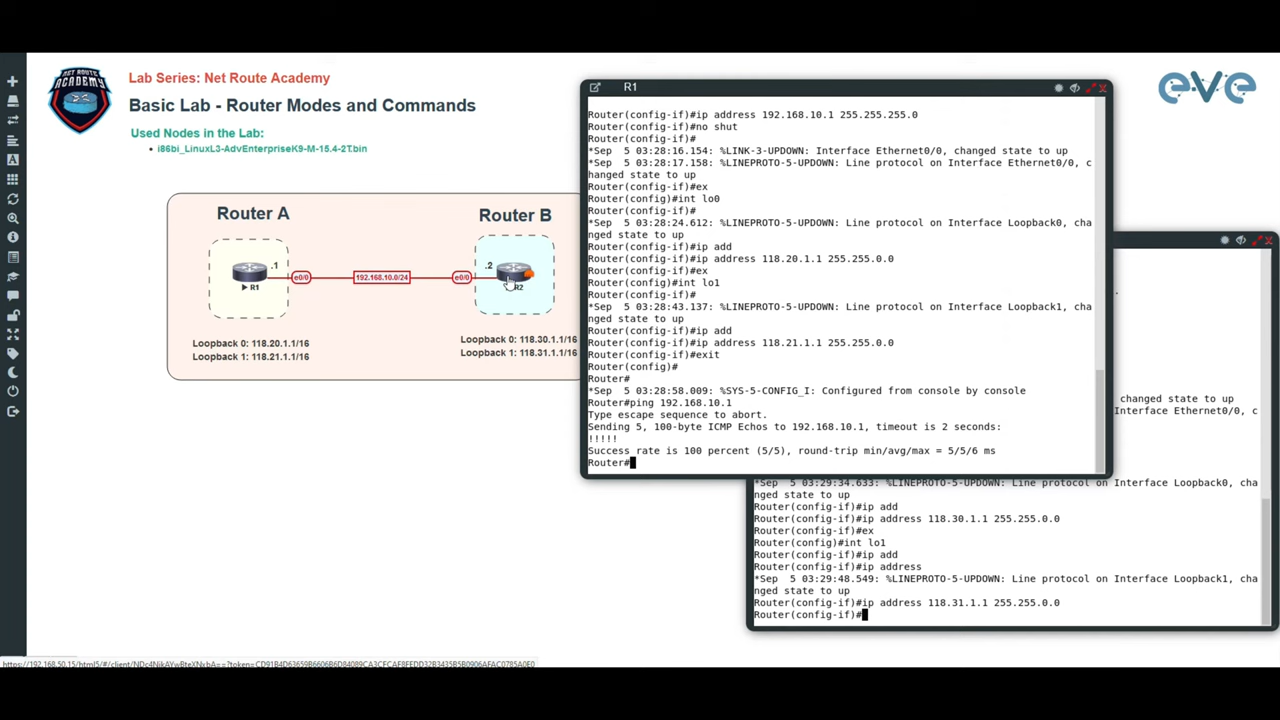 NET ROUTE
ACADEMY
Lab Series: Net Route Academy
Basic Lab - Router Modes and Commands
Used Nodes in the Lab:
• i86bi_LinuxL3-AdvEnterpriseK9-M-15.4-2T.bin
eve
Router A
Router B
.1
.2
e0/0
192.168.10.0/24
e0/0
R1
R2
Loopback 0: 118.20.1.1/16
Loopback 1: 118.21.1.1/16
Loopback 0: 118.30.1.1/16
Loopback 1: 118.31.1.1/16
R1
Router(config-if)#ip address 192.168.10.1 255.255.255.0
Router(config-if)#no shut
Router(config-if)#
*Sep  5 03:28:16.154: %LINK-3-UPDOWN: Interface Ethernet0/0, changed state to up
*Sep  5 03:28:17.158: %LINEPROTO-5-UPDOWN: Line protocol on Interface Ethernet0/0, c
hanged state to up
Router(config-if)#ex
Router(config)#int lo0
Router(config-if)#
*Sep  5 03:28:24.612: %LINEPROTO-5-UPDOWN: Line protocol on Interface Loopback0, cha
nged state to up
Router(config-if)#ip add
Router(config-if)#ip address 118.20.1.1 255.255.0.0
Router(config-if)#ex
Router(config)#int lo1
Router(config-if)#
*Sep  5 03:28:43.137: %LINEPROTO-5-UPDOWN: Line protocol on Interface Loopback1, cha
nged state to up
Router(config-if)#ip add
Router(config-if)#ip address 118.21.1.1 255.255.0.0
Router(config-if)#exit
Router(config)#
Router#
*Sep  5 03:28:58.009: %SYS-5-CONFIG_I: Configured from console by console
Router#ping 192.168.10.1
Type escape sequence to abort.
Sending 5, 100-byte ICMP Echos to 192.168.10.1, timeout is 2 seconds:
!!!!!
Success rate is 100 percent (5/5), round-trip min/avg/max = 5/5/6 ms
Router#
changed state to up
Interface Ethernet0/0, c
*Sep  5 03:29:34.633: %LINEPROTO-5-UPDOWN: Line protocol on Interface Loopback0, cha
nged state to up
Router(config-if)#ip add
Router(config-if)#ip address 118.30.1.1 255.255.0.0
Router(config-if)#ex
Router(config)#int lo1
Router(config-if)#ip add
Router(config-if)#ip address
*Sep  5 03:29:48.549: %LINEPROTO-5-UPDOWN: Line protocol on Interface Loopback1, cha
nged state to up
Router(config-if)#ip address 118.31.1.1 255.255.0.0
Router(config-if)#